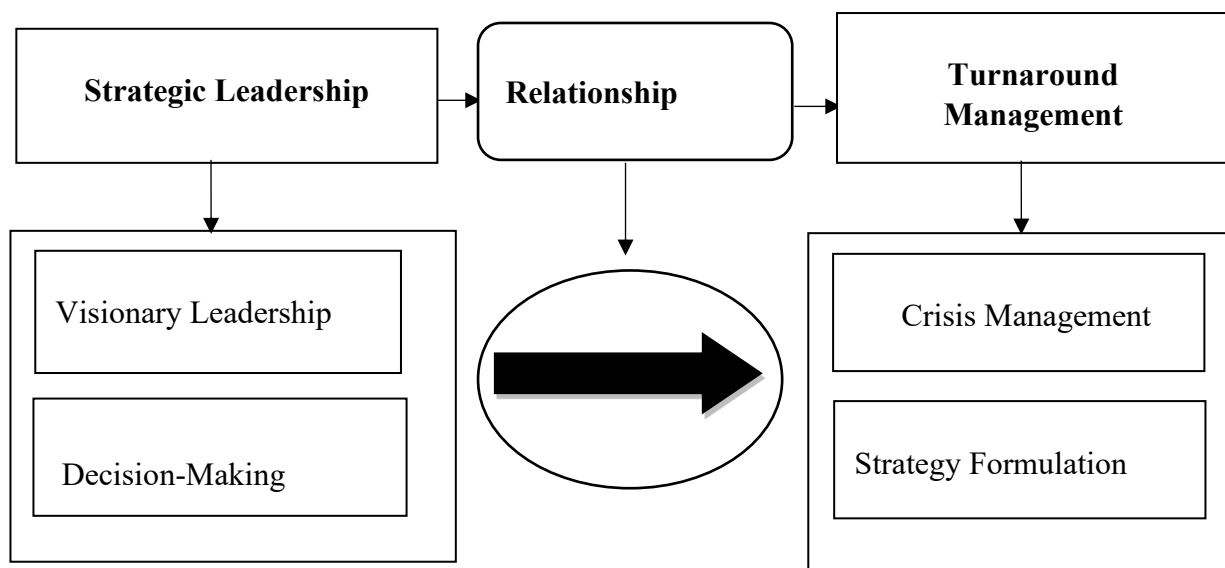 Strategic Leadership
Relationship
Turnaround
Management
Visionary Leadership
Decision-Making
Crisis Management
Strategy Formulation